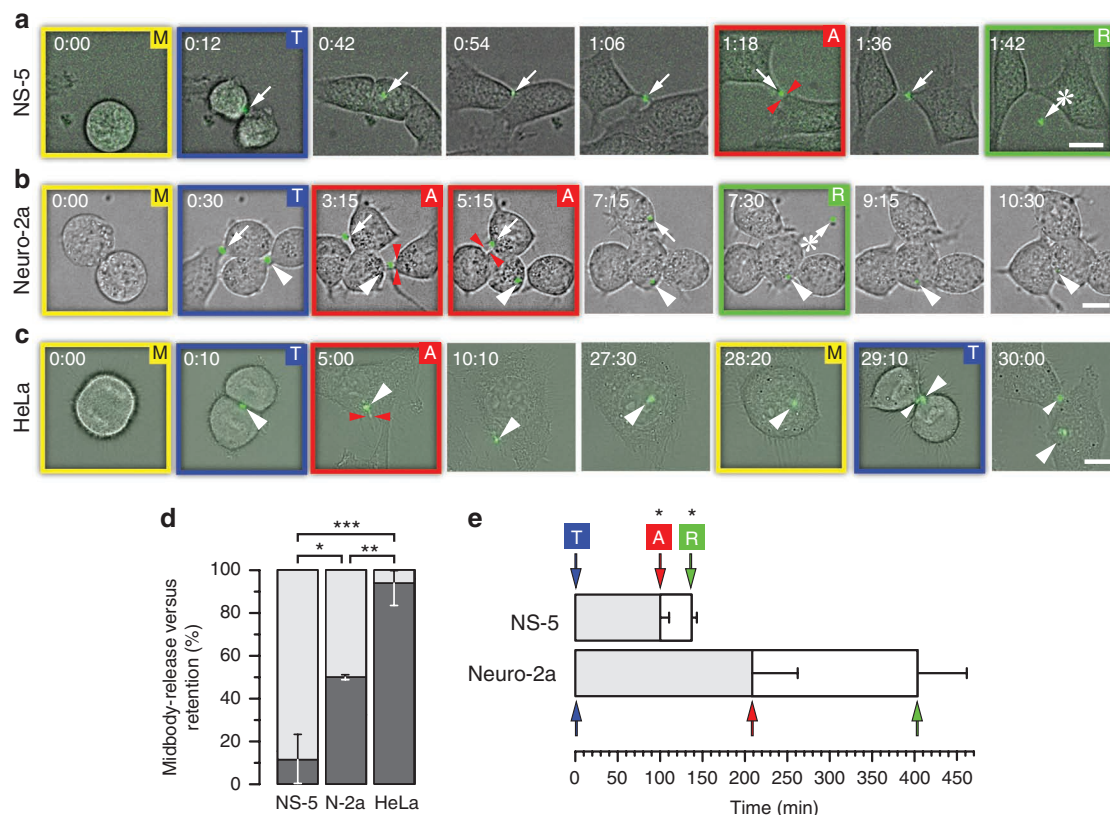 a
NS-5
0:00 M
0:12 T
0:42
0:54
1:06
1:18 A
1:36
1:42 R
*
b
Neuro-2a
0:00 M
0:30 T
3:15 A
5:15 A
7:15
7:30 R
9:15
10:30
*
c
HeLa
0:00 M
0:10 T
5:00 A
10:10
27:30
28:20 M
29:10 T
30:00
d
***
* **
Midbody-release versus
retention (%)
100
80
60
40
20
0
NS-5 N-2a HeLa
e
* *
T A R
NS-5
Neuro-2a
0 50 100 150 200 250 300 350 400 450
Time (min)